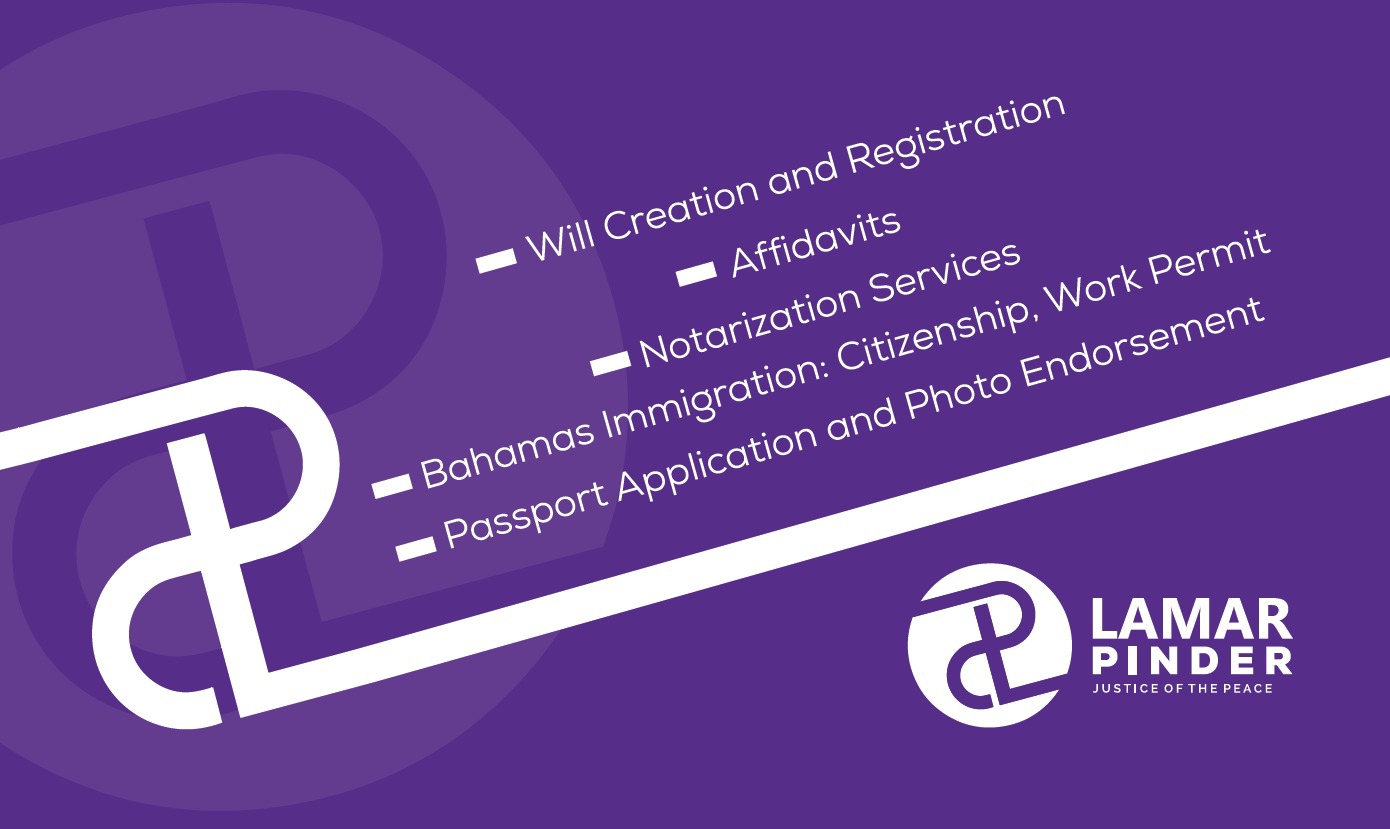 Will Creation and Registration
Affidavits
Notarization Services
Bahamas Immigration: Citizenship, Work Permit
Passport Application and Photo Endorsement
LAMAR
PINDER
JUSTICE OF THE PEACE